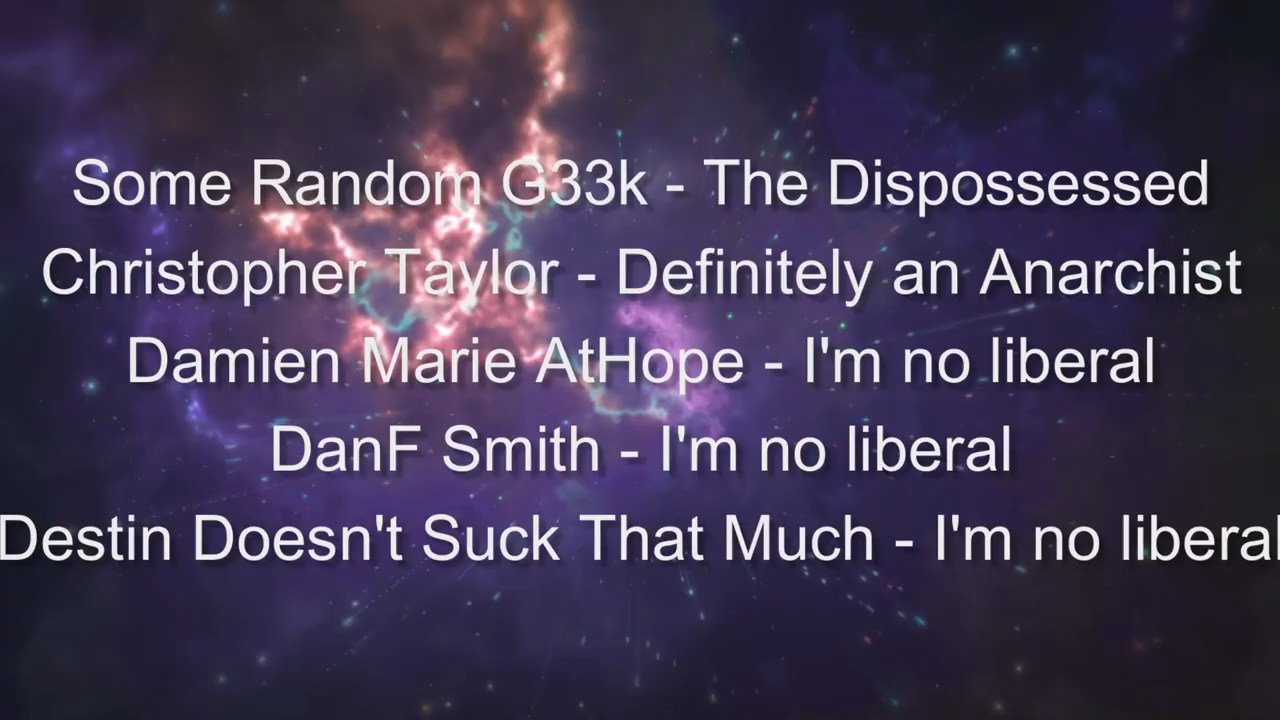 Some Random G33k - The Dispossessed
Christopher Taylor - Definitely an Anarchist
Damien Marie AtHope - I'm no liberal
DanF Smith - I'm no liberal
Destin Doesn't Suck That Much - I'm no liberal